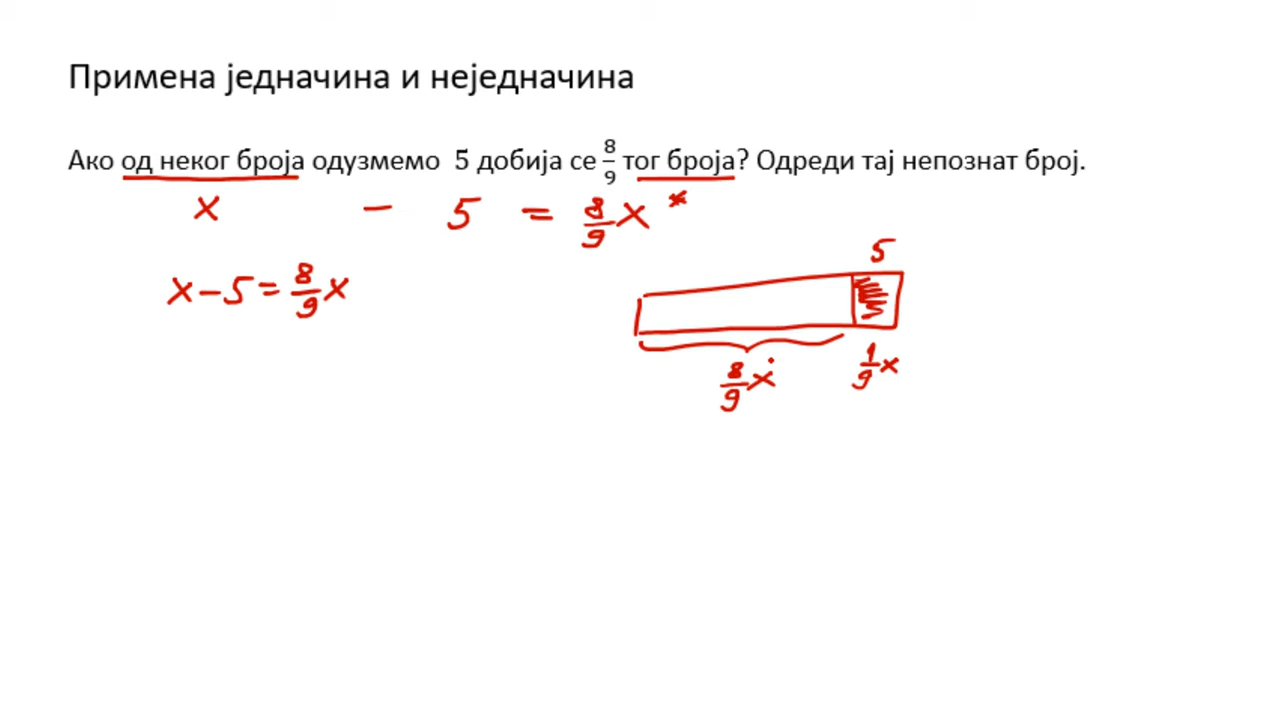 Примена једначина и неједначина
Ако од неког броја одузмемо 5 добија се 8/9 тог броја? Одреди тај непознат број.
x - 5 = 8/9 x *
5
x - 5 = 8/9 x
8/9 x 1/9 x